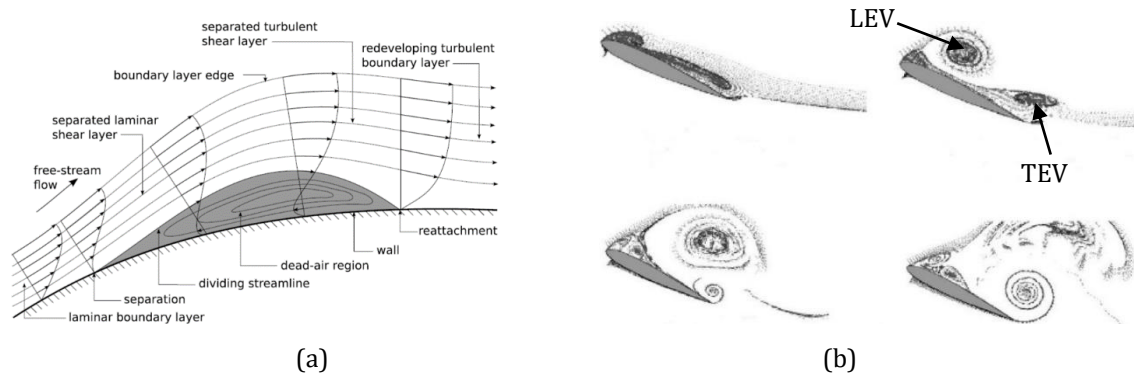 separated turbulent
shear layer
redeveloping turbulent
boundary layer
boundary layer edge
separated laminar
shear layer
free-stream
flow
reattachment
wall
dead-air region
dividing streamline
separation
laminar boundary layer
(a)
LEV
TEV
(b)